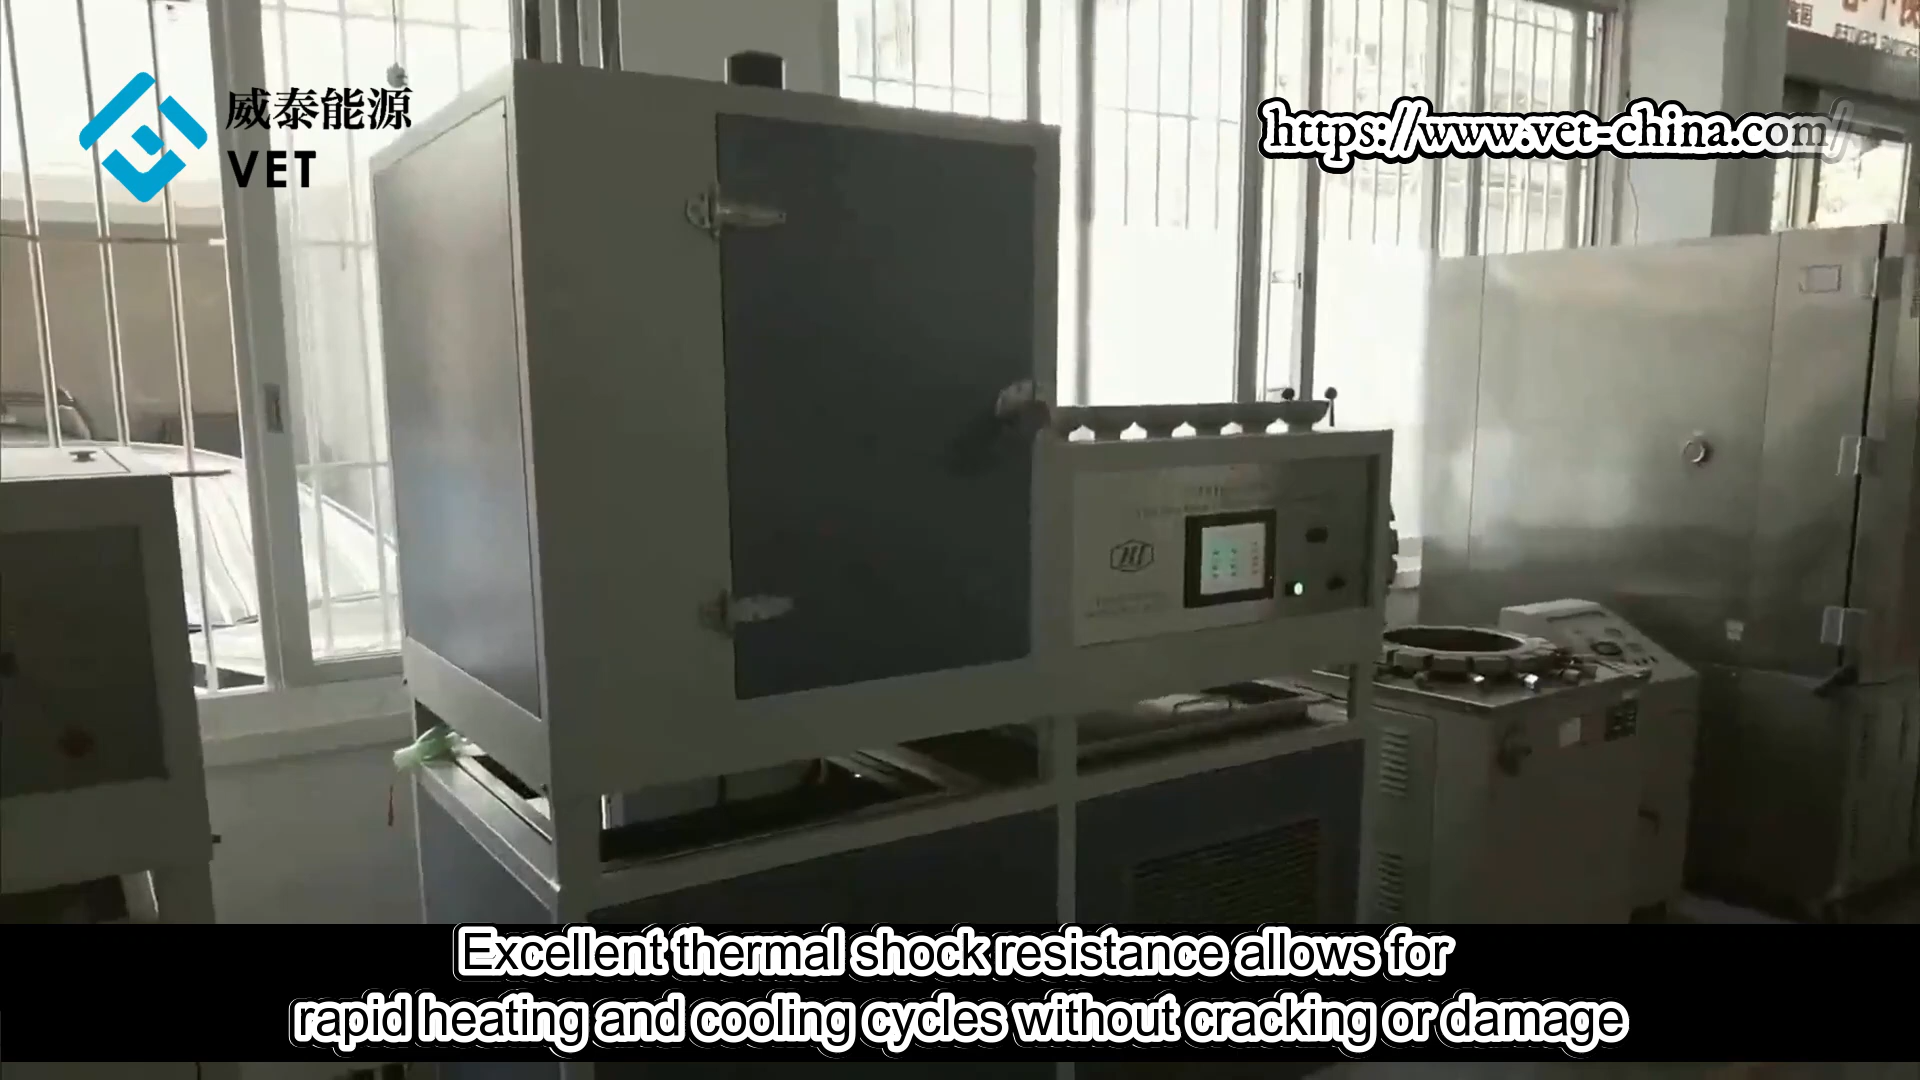 威泰能源
VET
https://www.vet-china.com/
Excellent thermal shock resistance allows for
rapid heating and cooling cycles without cracking or damage